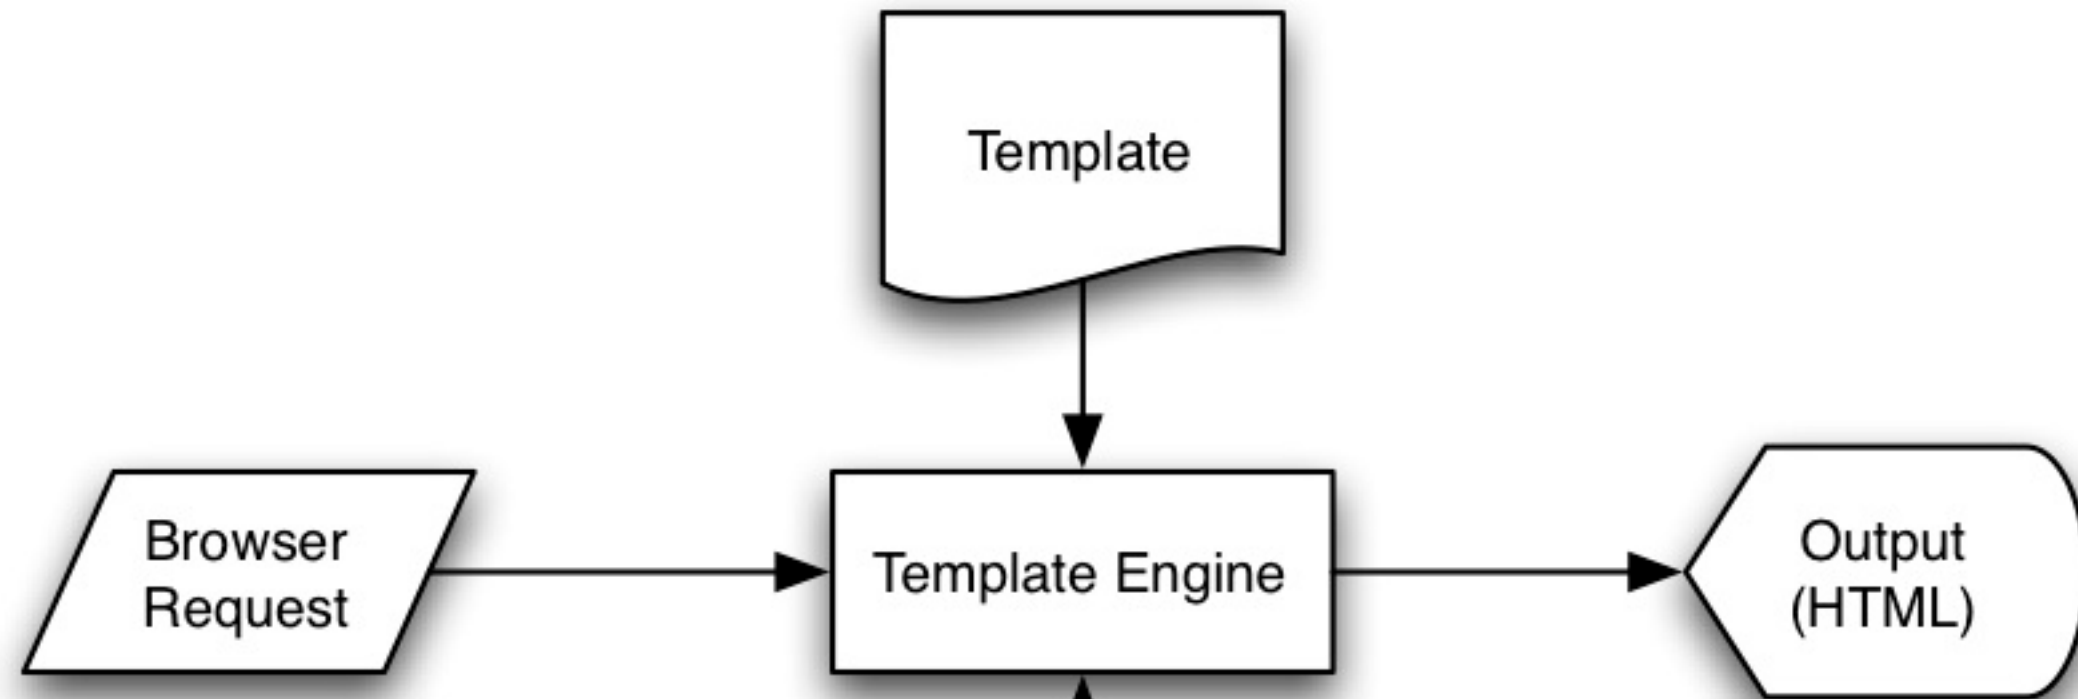 Template
Browser
Request
Template Engine
Output
(HTML)